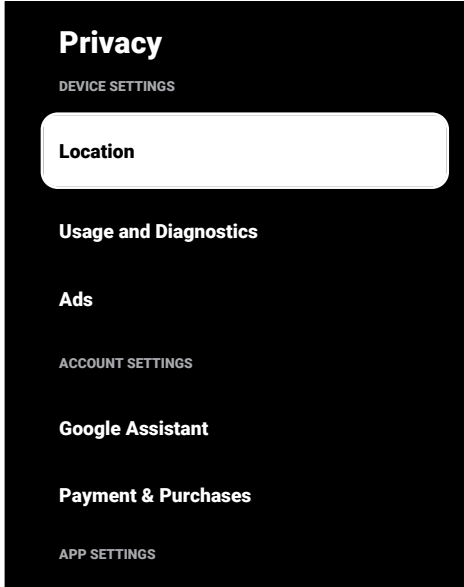 Privacy
DEVICE SETTINGS
Location
Usage and Diagnostics
Ads
ACCOUNT SETTINGS
Google Assistant
Payment & Purchases
APP SETTINGS